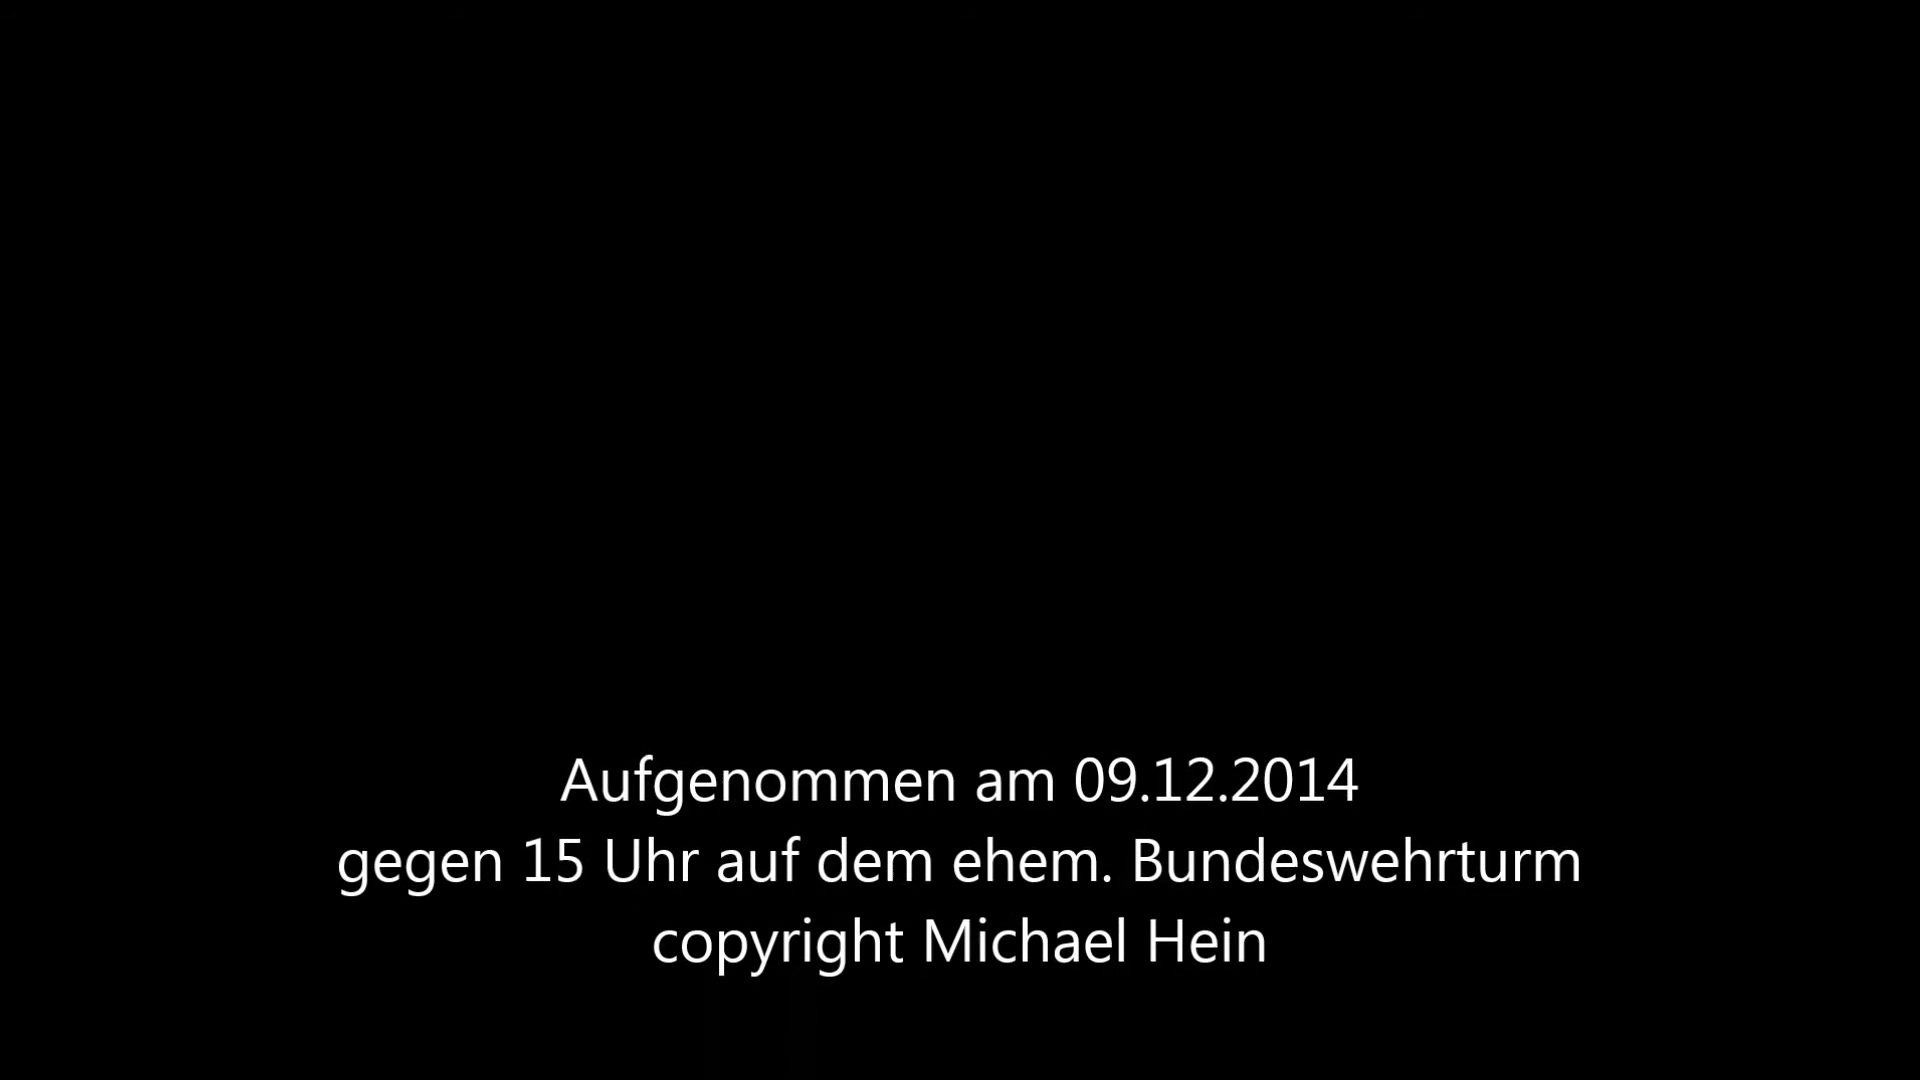 Aufgenommen am 09.12.2014
gegen 15 Uhr auf dem ehem. Bundeswehrturm
copyright Michael Hein